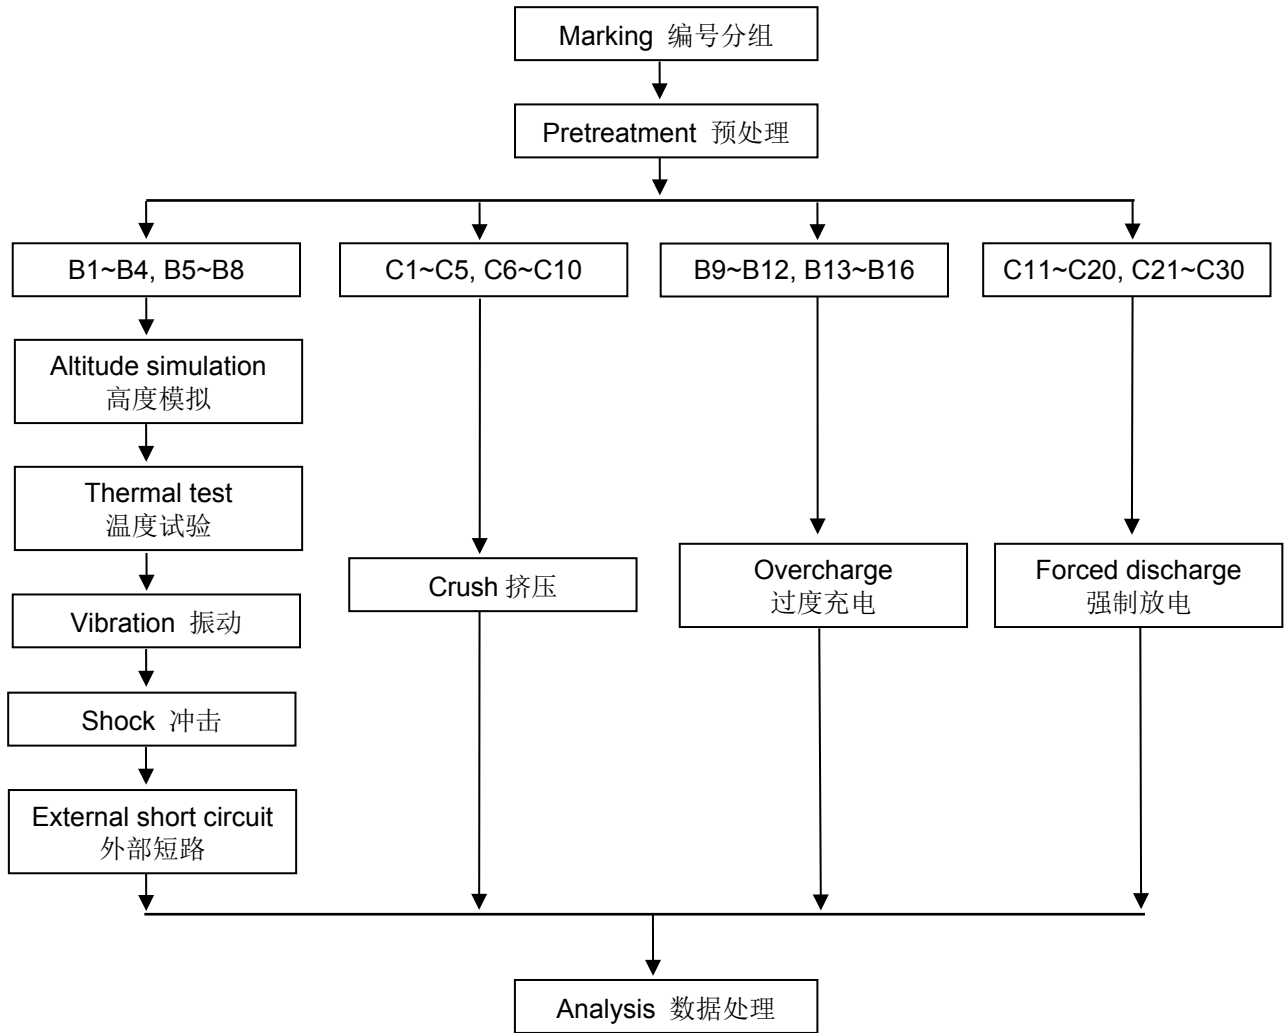 Marking 编号分组
Pretreatment 预处理
B1~B4, B5~B8
C1~C5, C6~C10
B9~B12, B13~B16
C11~C20, C21~C30
Altitude simulation
高度模拟
Thermal test
温度试验
Vibration 振动
Shock 冲击
External short circuit
外部短路
Crush 挤压
Overcharge
过度充电
Forced discharge
强制放电
Analysis 数据处理